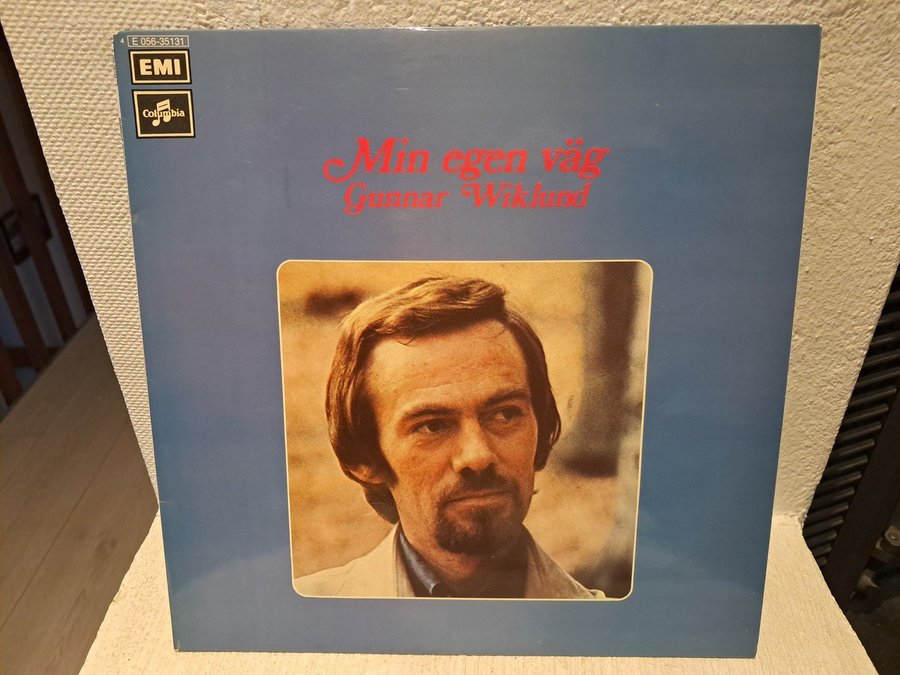 4 E 056-35131
EMI
Columbia
Min egen väg
Gunnar Wiklund